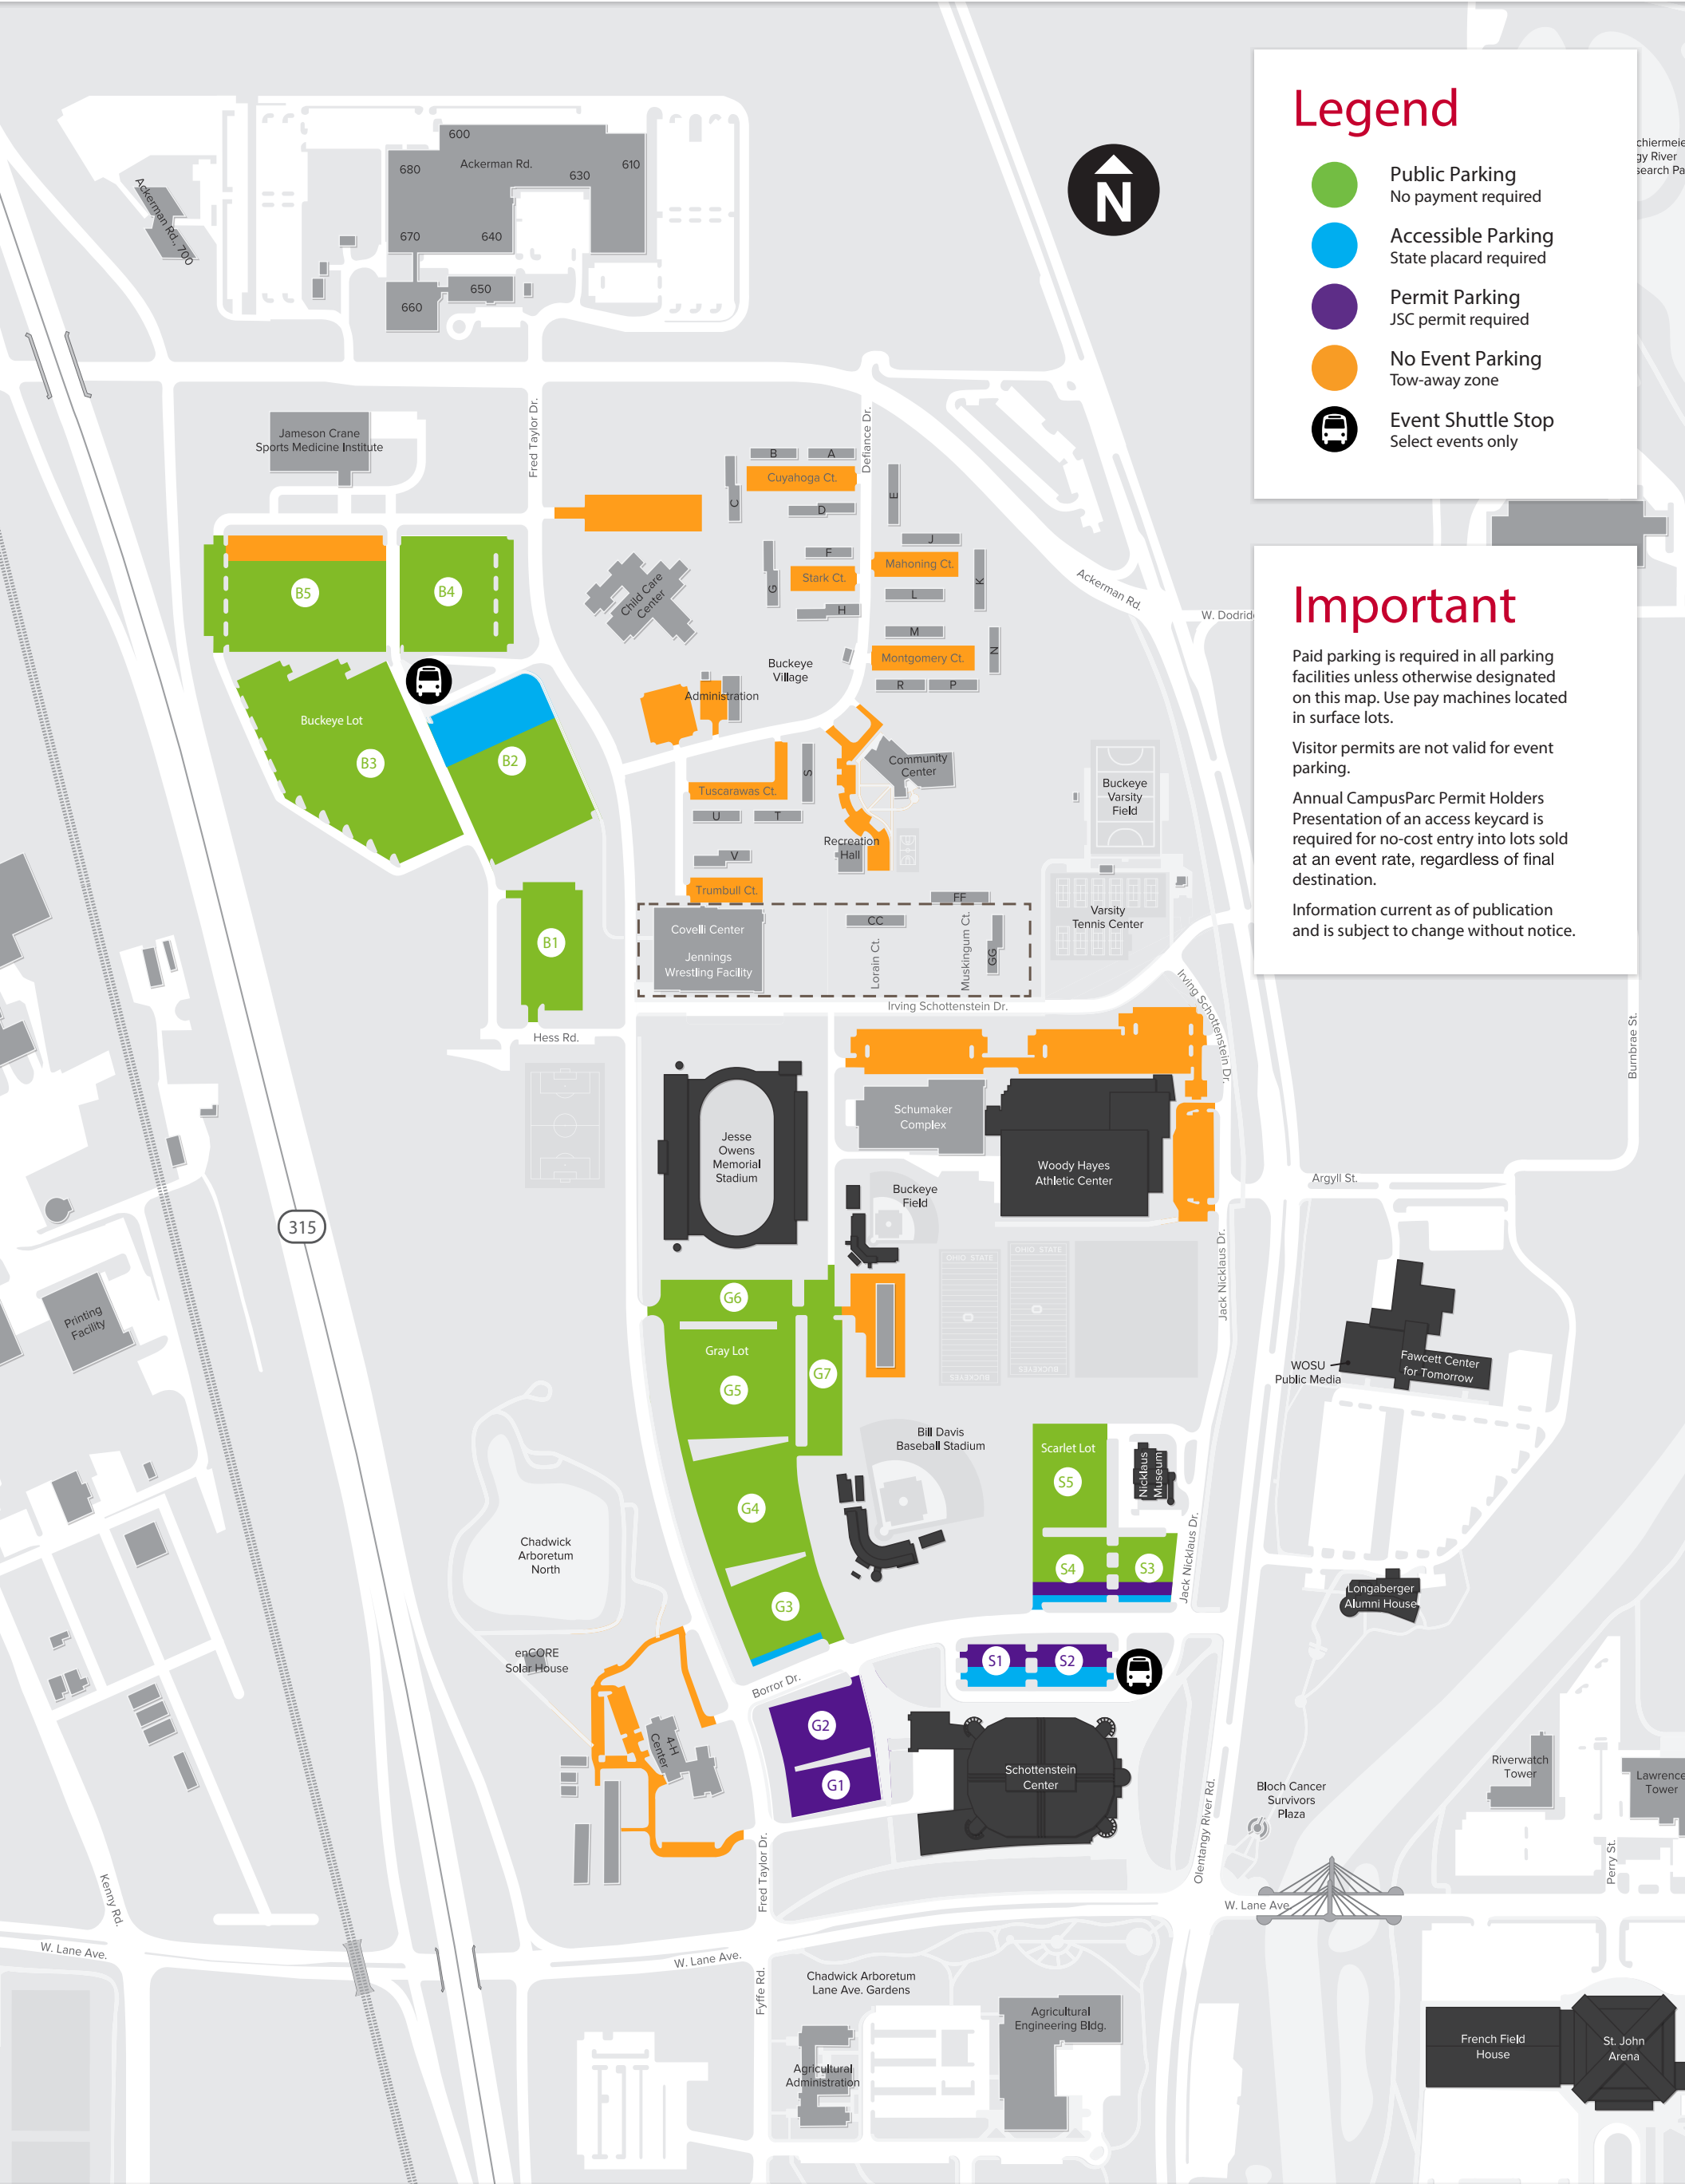 Legend
Public Parking
No payment required
Accessible Parking
State placard required
Permit Parking
JSC permit required
No Event Parking
Tow-away zone
Event Shuttle Stop
Select events only
Important
Paid parking is required in all parking
facilities unless otherwise designated
on this map. Use pay machines located
in surface lots.
Visitor permits are not valid for event
parking.
Annual CampusParc Permit Holders
Presentation of an access keycard is
required for no-cost entry into lots sold
at an event rate, regardless of final
destination.
Information current as of publication
and is subject to change without notice.
N
chiermeie
gy River
search Pa
600
Ackerman Rd.
610
680
630
670
640
650
660
Ackerman Rd., 700
Jameson Crane
Sports Medicine Institute
Fred Taylor Dr.
Defiance Dr.
B
A
Cuyahoga Ct.
C
D
E
F
J
Mahoning Ct.
Stark Ct.
G
K
H
L
M
Montgomery Ct.
N
R
P
Child Care
Center
Buckeye
Village
Administration
Ackerman Rd.
W. Dodrid
B5
B4
Buckeye Lot
B3
B2
B1
Tuscarawas Ct.
S
U
T
V
Trumbull Ct.
Community
Center
Recreation
Hall
Buckeye
Varsity
Field
Varsity
Tennis Center
FF
CC
GG
Lorain Ct.
Muskingum Ct.
Covelli Center
Jennings
Wrestling Facility
Irving Schottenstein Dr.
Irving Schottenstein Dr.
Hess Rd.
Burnbrae St.
Jesse
Owens
Memorial
Stadium
Schumaker
Complex
Woody Hayes
Athletic Center
Buckeye
Field
Argyll St.
315
Jack Nicklaus Dr.
OHIO STATE
OHIO STATE
BUCKEYES
BUCKEYES
Printing
Facility
G6
Gray Lot
G5
G7
G4
G3
WOSU
Public Media
Fawcett Center
for Tomorrow
Bill Davis
Baseball Stadium
Scarlet Lot
S5
Nicklaus
Museum
S4
S3
Jack Nicklaus Dr.
Longaberger
Alumni House
Chadwick
Arboretum
North
enCORE
Solar House
S1
S2
Borror Dr.
G2
G1
4-H
Center
Schottenstein
Center
Olentangy River Rd.
Bloch Cancer
Survivors
Plaza
Riverwatch
Tower
Lawrence
Tower
Perry St.
Fred Taylor Dr.
Kenny Rd.
W. Lane Ave.
W. Lane Ave.
W. Lane Ave.
Fyffe Rd.
Chadwick Arboretum
Lane Ave. Gardens
Agricultural
Engineering Bldg.
Agricultural
Administration
French Field
House
St. John
Arena